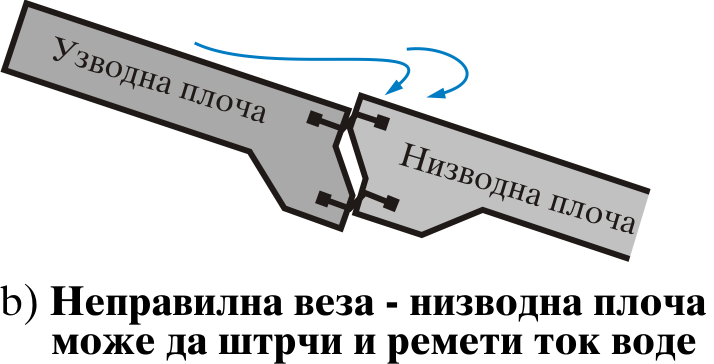 Узводна плоча
Низводна плоча
b) Неправилна веза - низводна плоча
може да штрчи и ремети ток воде